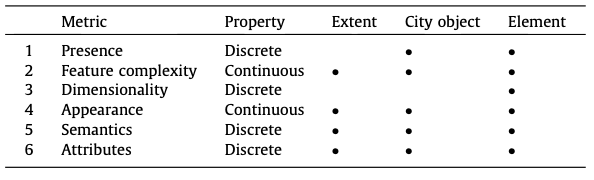 Metric Property Extent City object Element
1 Presence Discrete • •
2 Feature complexity Continuous • • •
3 Dimensionality Discrete •
4 Appearance Continuous • • •
5 Semantics Discrete • • •
6 Attributes Discrete • • •